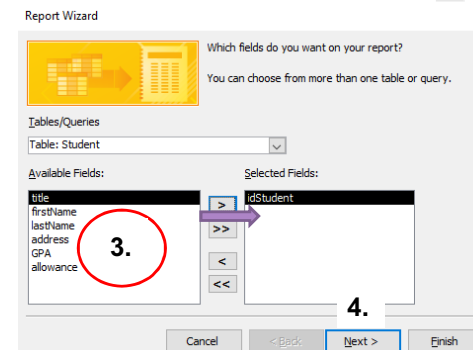 Report Wizard
Which fields do you want on your report?
You can choose from more than one table or query.
Tables/Queries
Table: Student
Available Fields:
Selected Fields:
title
firstName
lastName
address
GPA
allowance
3.
>
>>
<
<<
idStudent
4.
Cancel
< Back
Next >
Finish